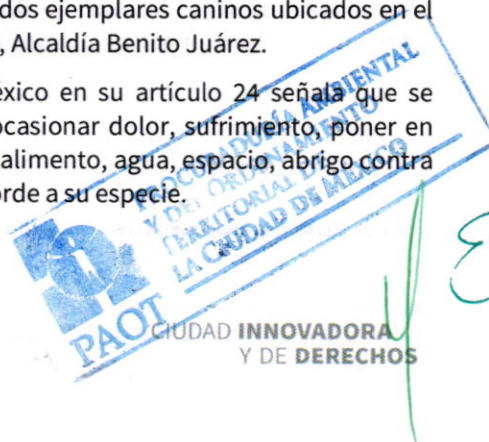 dos ejemplares caninos ubicados en el
, Alcaldía Benito Juárez.
éxico en su artículo 24 señala que se
ocasionar dolor, sufrimiento, poner en
alimento, agua, espacio, abrigo contra
orde a su especie.
PROCURADURÍA AMBIENTAL
Y DEL ORDENAMIENTO
TERRITORIAL DE
LA CIUDAD DE MÉXICO
PAOT
CIUDAD INNOVADORA
Y DE DERECHOS